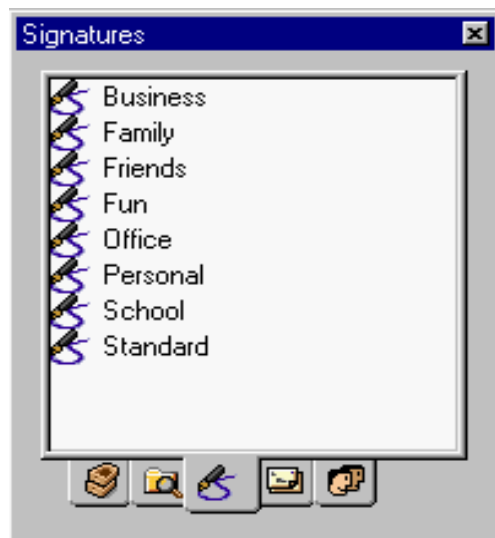 Signatures
Business
Family
Friends
Fun
Office
Personal
School
Standard